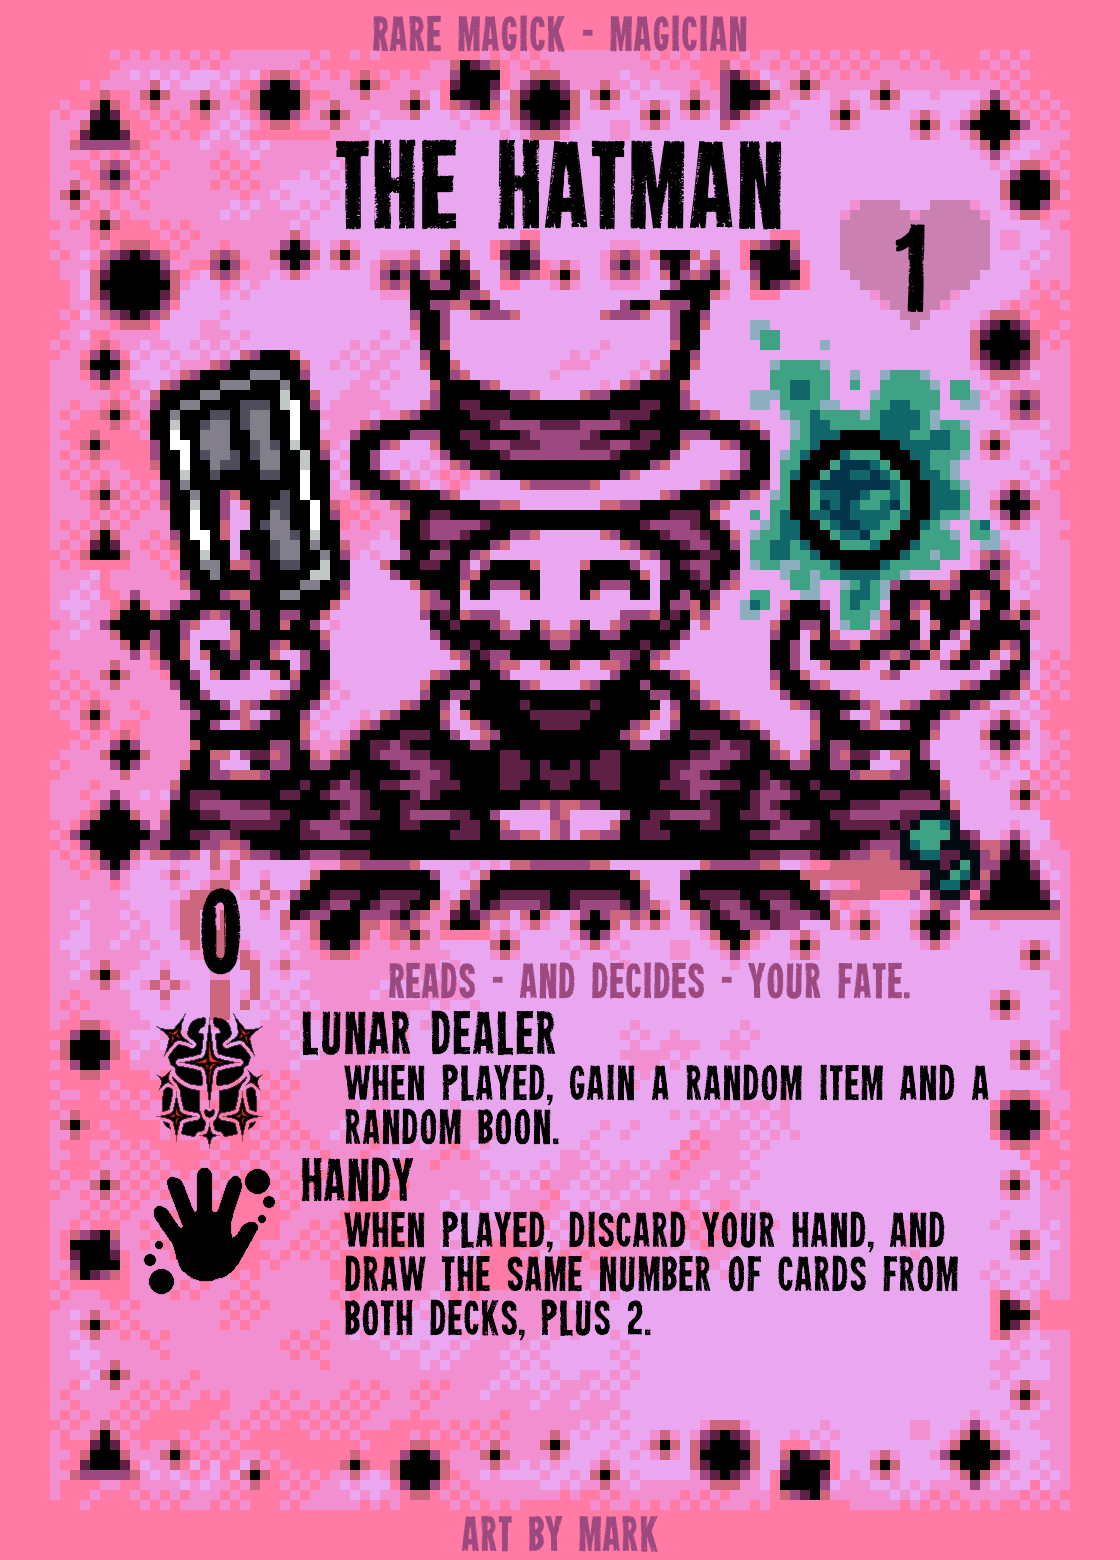 RARE MAGICK - MAGICIAN
THE HATMAN
1
0
READS - AND DECIDES - YOUR FATE.
LUNAR DEALER
WHEN PLAYED, GAIN A RANDOM ITEM AND A
RANDOM BOON.
HANDY
WHEN PLAYED, DISCARD YOUR HAND, AND
DRAW THE SAME NUMBER OF CARDS FROM
BOTH DECKS, PLUS 2.
ART BY MARK